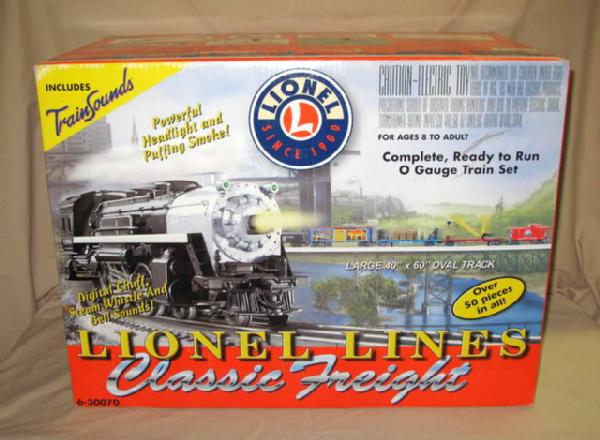 INCLUDES
TrainSounds
Powerful
Headlight and
Puffing Smoke!
LIONEL
L
SINCE 1900
CAUTION-ELECTRIC TOY
FOR AGES 8 TO ADULT
Complete, Ready to Run
O Gauge Train Set
LARGE 40" x 60" OVAL TRACK
Digital Chuff,
Steam Whistle And
Bell Sounds!
Over
50 pieces
in all!
LIONEL LINES
Classic Freight
6-30070